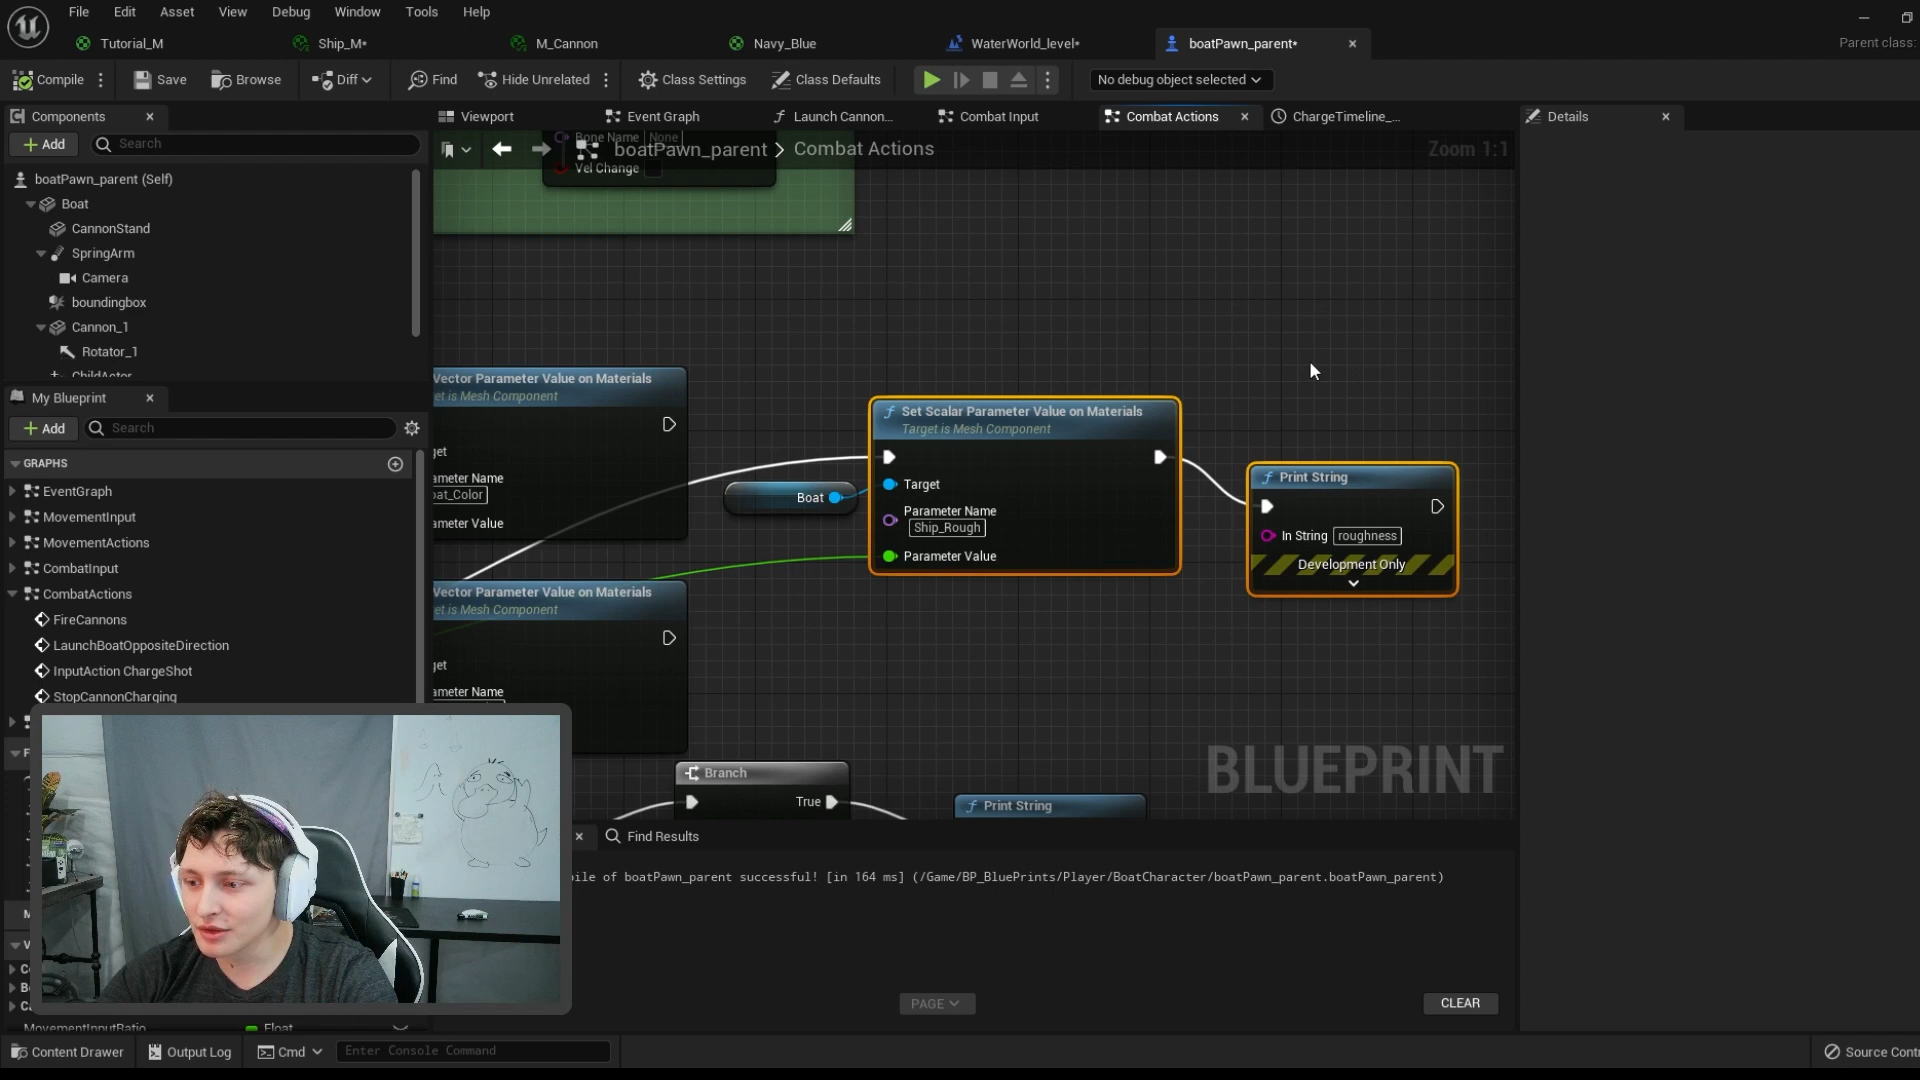 File Edit Asset View Debug Window Tools Help
Tutorial_M Ship_M* M_Cannon Navy_Blue WaterWorld_level* boatPawn_parent*
Parent class:
Compile Save Browse Diff Find Hide Unrelated Class Settings Class Defaults No debug object selected
Components
Viewport Event Graph Launch Cannon... Combat Input Combat Actions ChargeTimeline_... Details
Add Search
Bone Name None
boatPawn_parent > Combat Actions
Zoom 1:1
Vel Change
boatPawn_parent (Self)
Boat
CannonStand
SpringArm
Camera
boundingbox
Cannon_1
Rotator_1
ChildActor
My Blueprint
Add Search
GRAPHS
EventGraph
MovementInput
MovementActions
CombatInput
CombatActions
FireCannons
LaunchBoatOppositeDirection
InputAction ChargeShot
StopCannonCharging
Vector Parameter Value on Materials
et is Mesh Component
get
ameter Name
oat_Color
ameter Value
Vector Parameter Value on Materials
et is Mesh Component
get
ameter Name
Boat
Set Scalar Parameter Value on Materials
Target is Mesh Component
Target
Parameter Name
Ship_Rough
Parameter Value
Print String
In String roughness
Development Only
Branch
True
Print String
BLUEPRINT
Find Results
pile of boatPawn_parent successful! [in 164 ms] (/Game/BP_BluePrints/Player/BoatCharacter/boatPawn_parent.boatPawn_parent)
PAGE
CLEAR
MovementInputRatio Float
Content Drawer Output Log Cmd Enter Console Command
Source Contr